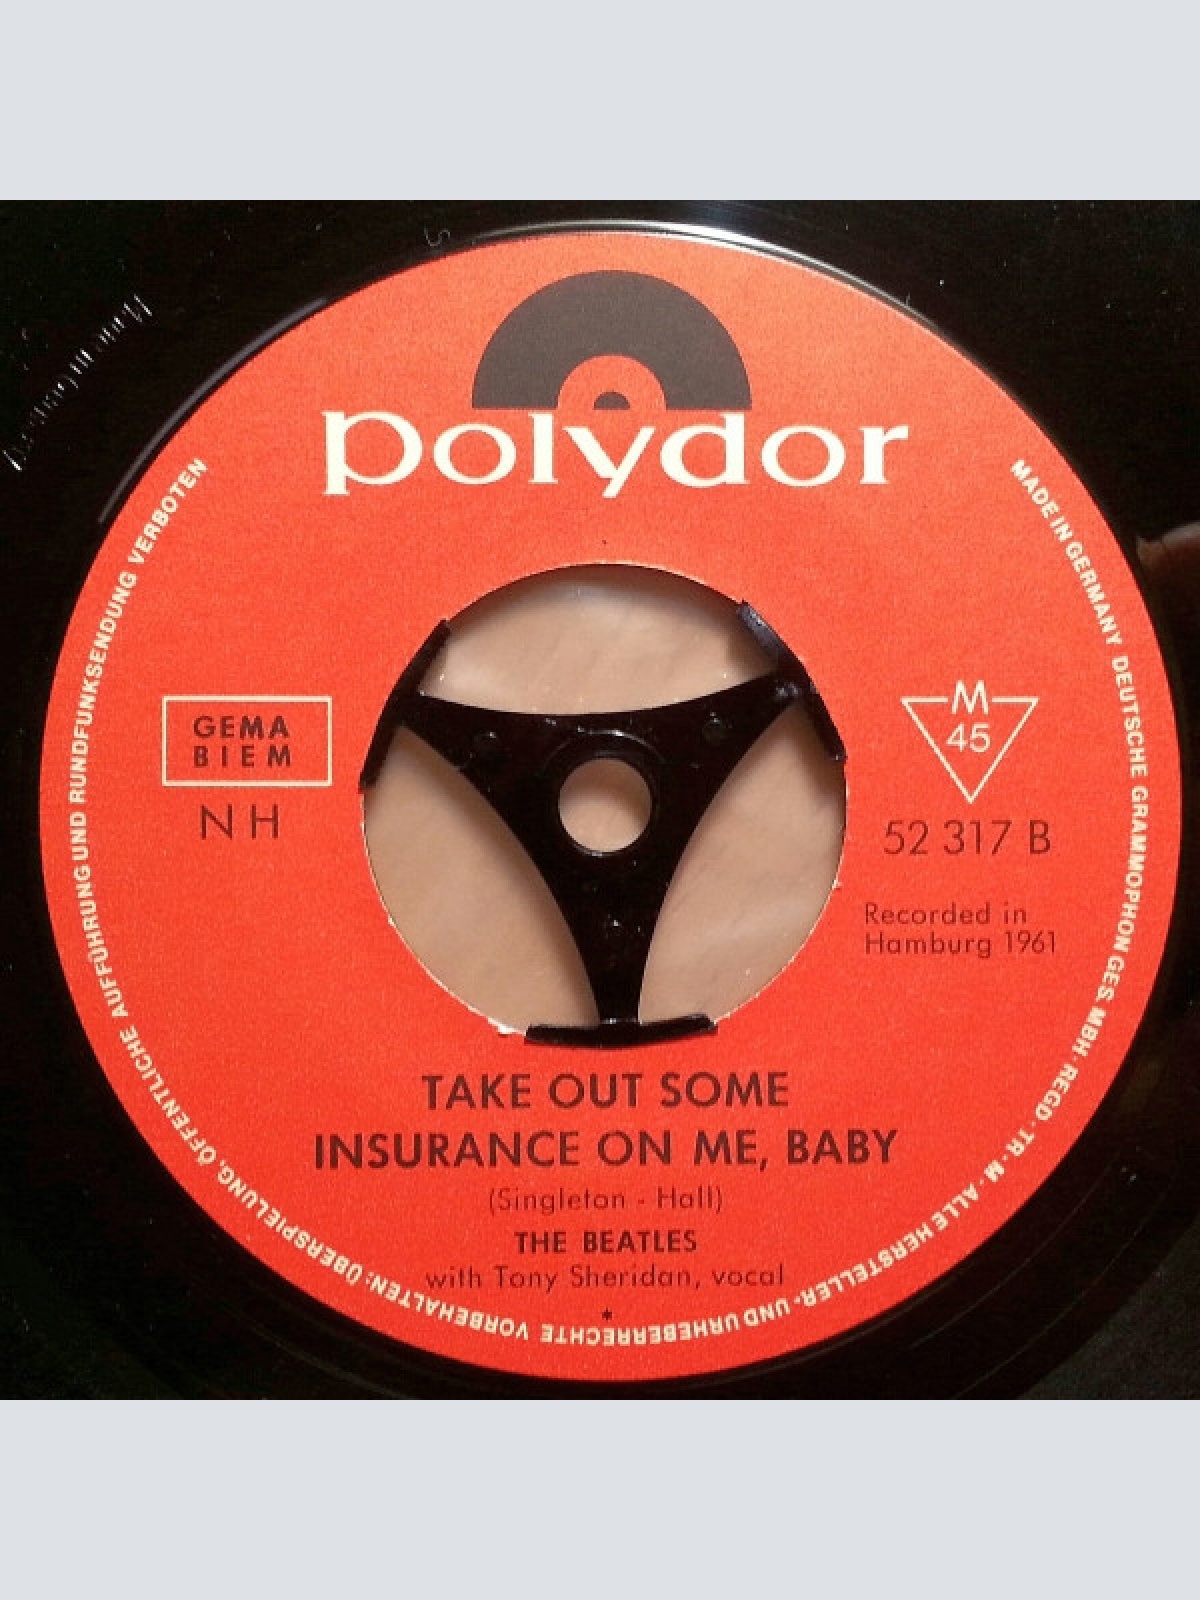 polydor
MADE IN GERMANY DEUTSCHE GRAMMOPHON GES. MBH · REGD · TR · M · ALLE HERSTELLER- UND URHEBERRECHTE VORBEHALTEN: ÜBERSPIELUNG, ÖFFENTLICHE AUFFÜHRUNG UND RUNDFUNKSENDUNG VERBOTEN
GEMA
BIEM
NH
M
45
52 317 B
Recorded in
Hamburg 1961
TAKE OUT SOME
INSURANCE ON ME, BABY
(Singleton - Hall)
THE BEATLES
with Tony Sheridan, vocal
*